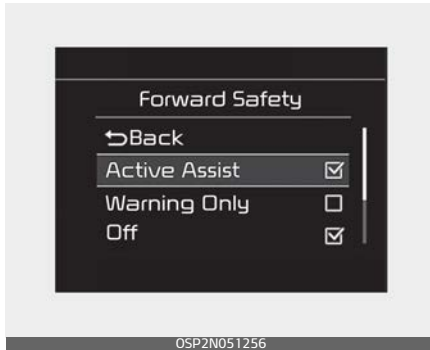 Forward Safety
Back
Active Assist
Warning Only
Off
OSP2N051256